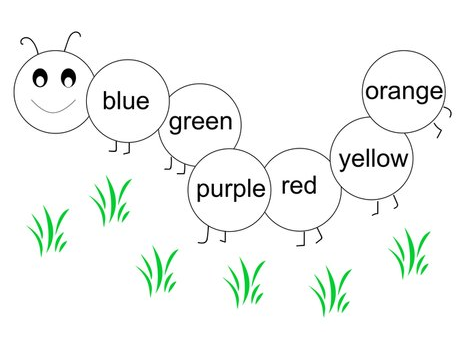 blue
green
purple
red
yellow
orange